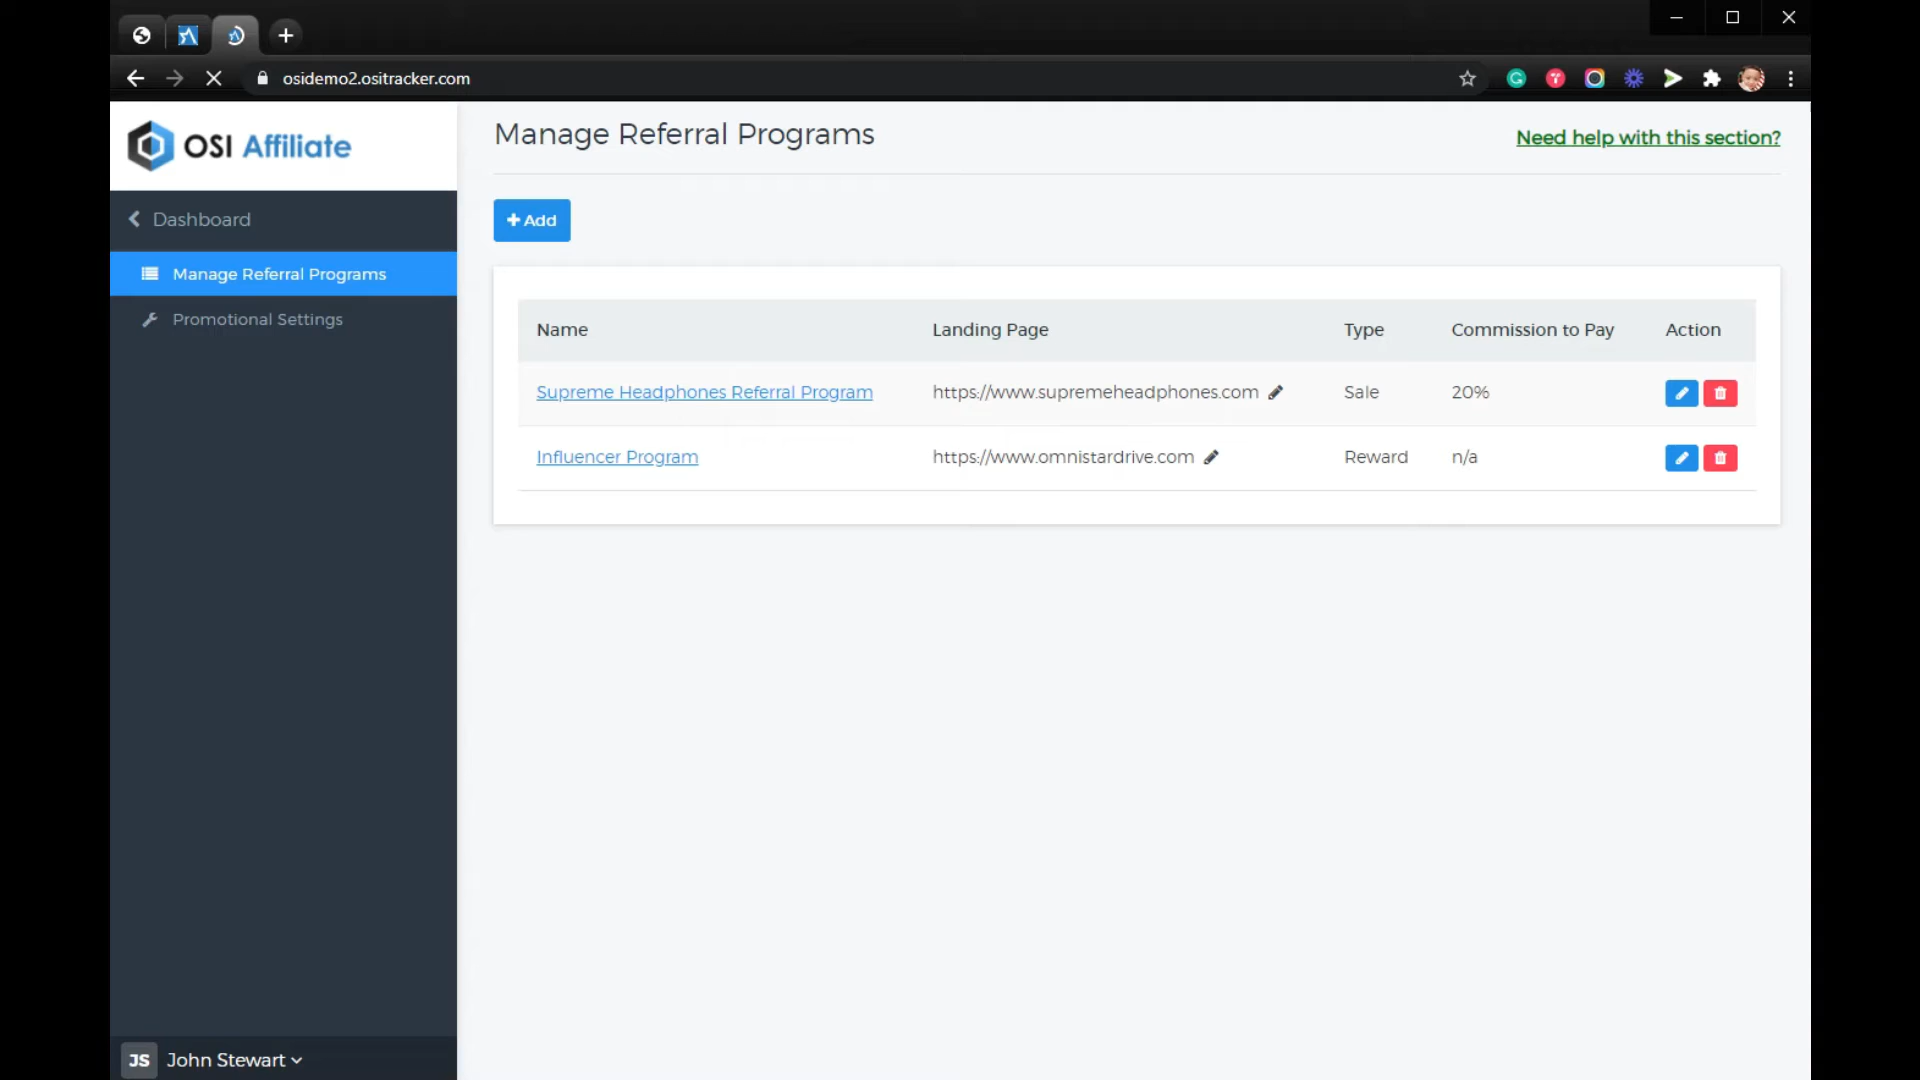 osidemo2.ositracker.com
OSI Affiliate
Manage Referral Programs
Need help with this section?
Dashboard
Add
Manage Referral Programs
Promotional Settings
Name Landing Page Type Commission to Pay Action
Supreme Headphones Referral Program https://www.supremeheadphones.com Sale 20%
Influencer Program https://www.omnistardrive.com Reward n/a
JS John Stewart